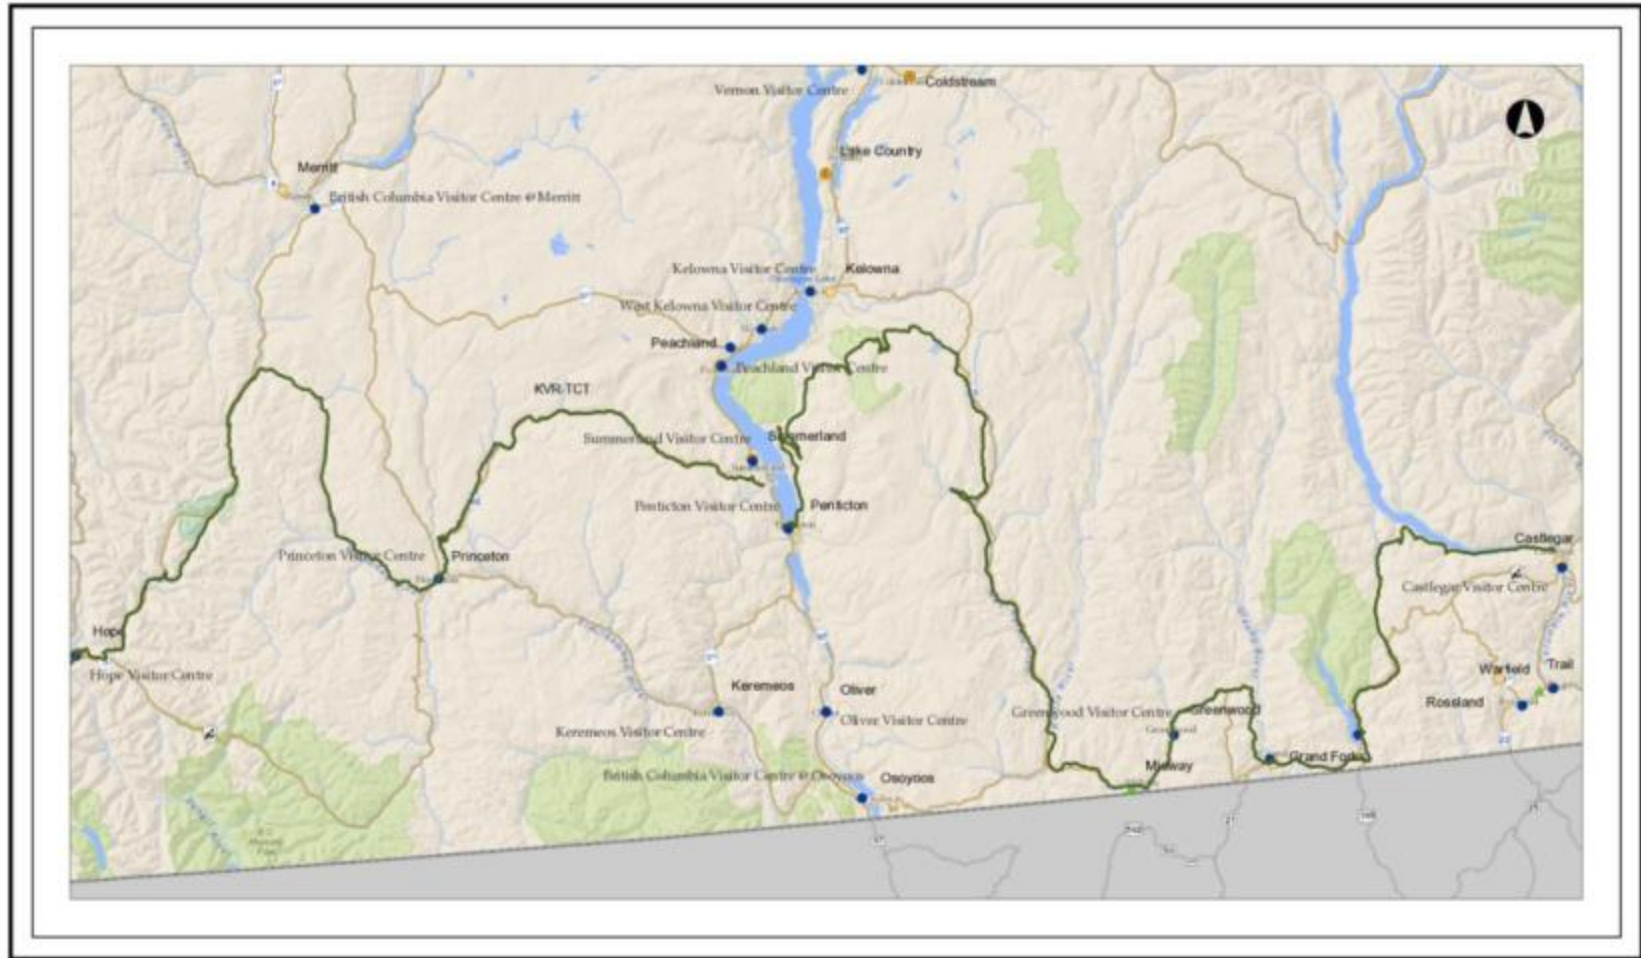 Vernon Visitor Centre
Coldstream
Lake Country
Merritt
British Columbia Visitor Centre @ Merritt
Kelowna Visitor Centre
Kelowna
West Kelowna Visitor Centre
Peachland
Peachland Visitor Centre
KVR-TCT
Summerland Visitor Centre
Summerland
Penticton Visitor Centre
Penticton
Princeton Visitor Centre
Princeton
Castlegar
Castlegar Visitor Centre
Hope
Hope Visitor Centre
Keremeos
Keremeos Visitor Centre
Oliver
Oliver Visitor Centre
Greenwood Visitor Centre
Greenwood
Warfield
Trail
Rossland
Midway
Grand Forks
British Columbia Visitor Centre @ Osoyoos
Osoyoos